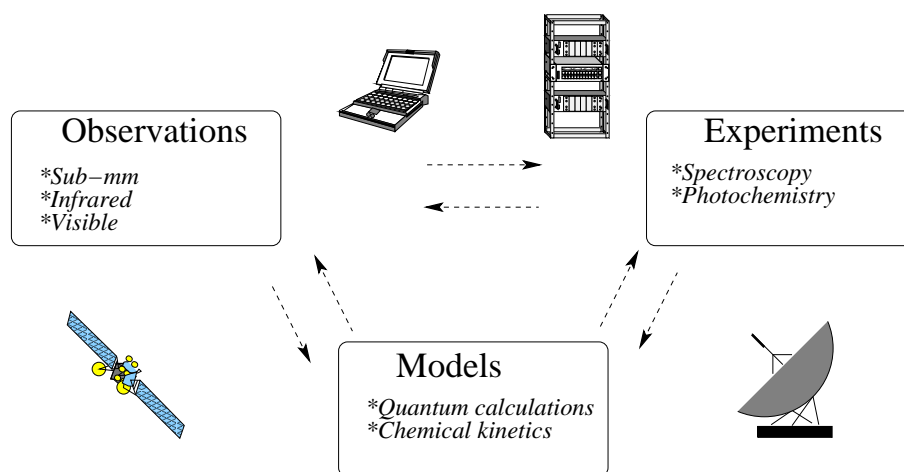 Observations
*Sub−mm
*Infrared
*Visible
Experiments
*Spectroscopy
*Photochemistry
Models
*Quantum calculations
*Chemical kinetics